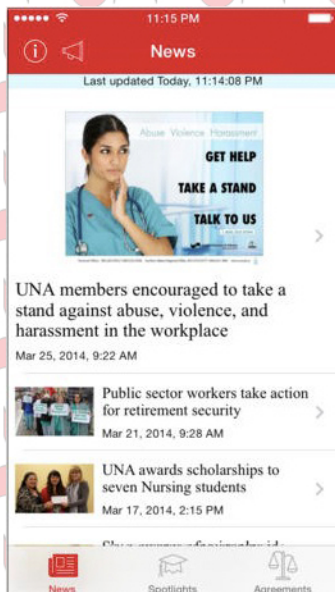 11:15 PM
News
Last updated Today, 11:14:08 PM
Abuse Violence Harassment
GET HELP
TAKE A STAND
TALK TO US
UNA members encouraged to take a
stand against abuse, violence, and
harassment in the workplace
Mar 25, 2014, 9:22 AM
Public sector workers take action
for retirement security
Mar 21, 2014, 9:28 AM
UNA awards scholarships to
seven Nursing students
Mar 17, 2014, 2:15 PM
News
Spotlights
Agreements